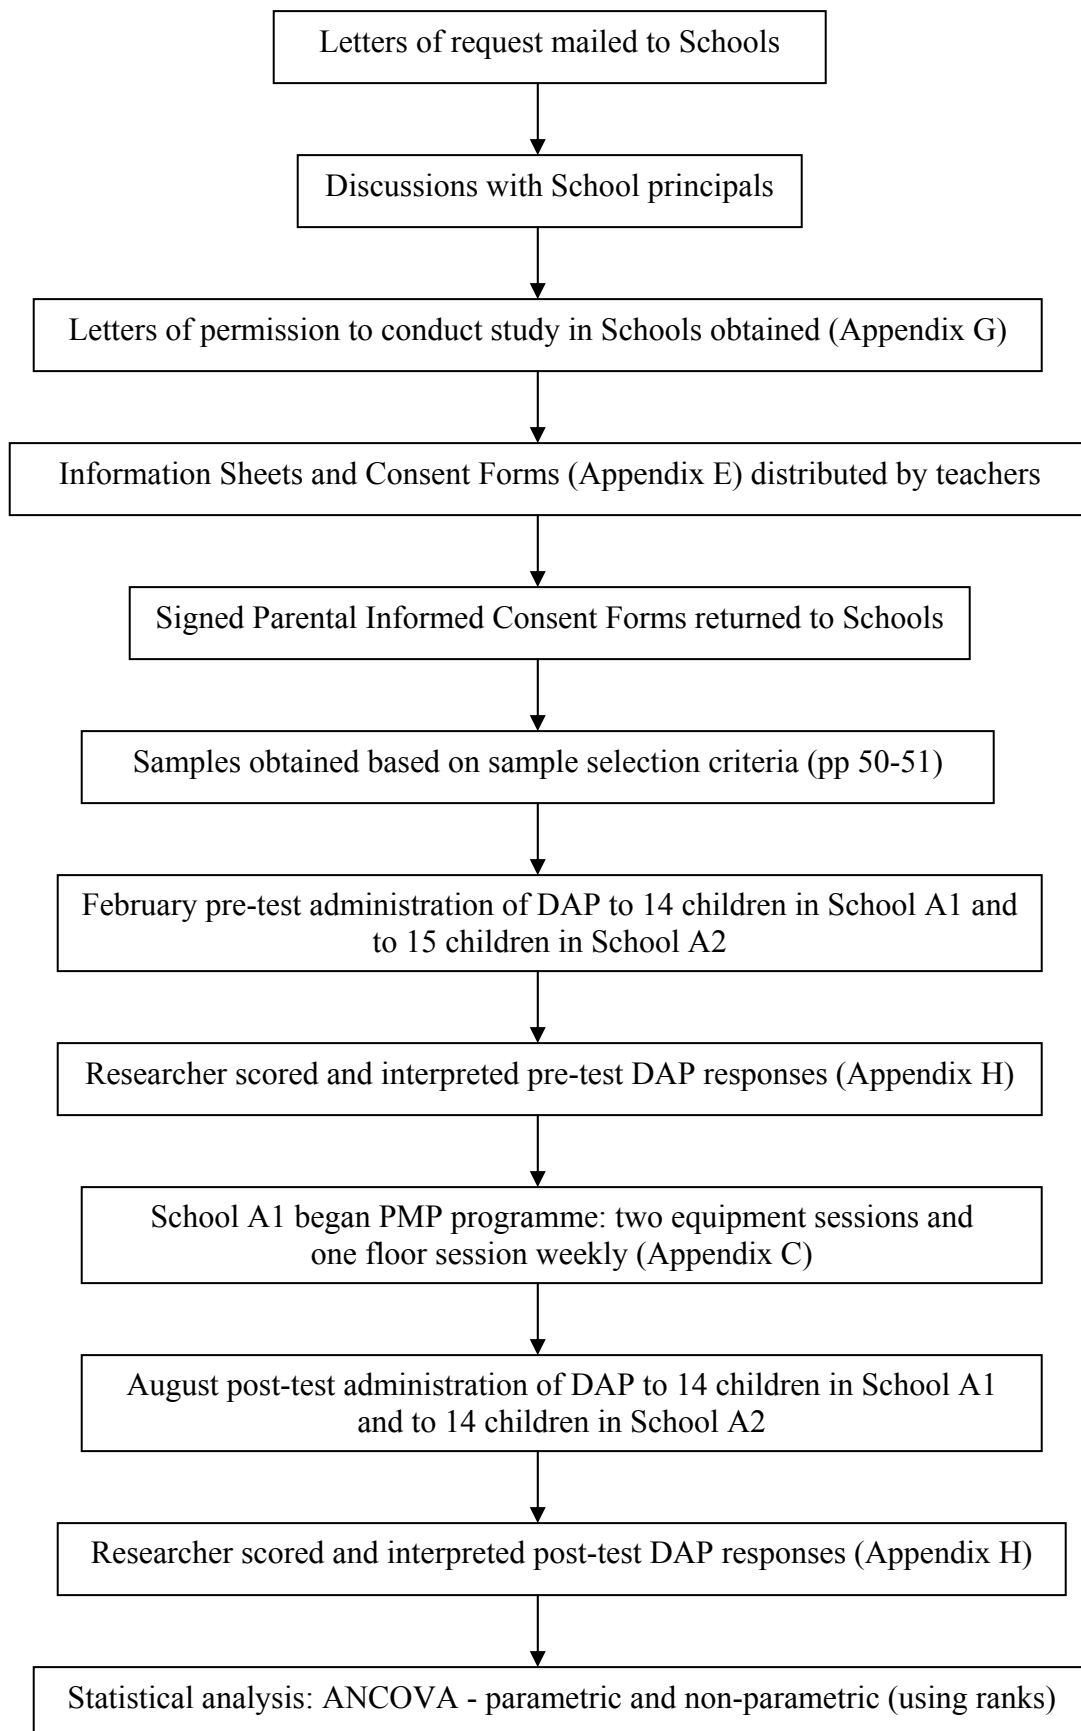 Letters of request mailed to Schools
Discussions with School principals
Letters of permission to conduct study in Schools obtained (Appendix G)
Information Sheets and Consent Forms (Appendix E) distributed by teachers
Signed Parental Informed Consent Forms returned to Schools
Samples obtained based on sample selection criteria (pp 50-51)
February pre-test administration of DAP to 14 children in School A1 and
to 15 children in School A2
Researcher scored and interpreted pre-test DAP responses (Appendix H)
School A1 began PMP programme: two equipment sessions and
one floor session weekly (Appendix C)
August post-test administration of DAP to 14 children in School A1
and to 14 children in School A2
Researcher scored and interpreted post-test DAP responses (Appendix H)
Statistical analysis: ANCOVA - parametric and non-parametric (using ranks)